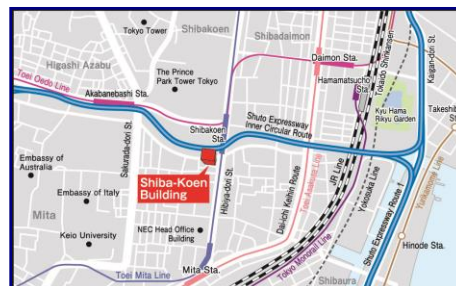 Tokyo Tower
Shibakoen
Shibadaimon
Higashi Azabu
Toei Oedo Line
The Prince
Park Tower Tokyo
Akabanebashi Sta.
Daimon Sta.
Hamamatsucho
Sta.
Tokaido Shinkansen
Kaigan-dori St.
Kyu Hama
Rikyu Garden
Takeshiba
St.
Shibakoen
Sta.
Shuto Expressway
Inner Circular Route
Sakurada-dori St.
Embassy of
Australia
Shiba-Koen
Building
Hibiya-dori St.
Dai-ichi Keihin Route
Toei Asakusa Line
JR Line
Yokosuka Line
Shuto Expressway Route 1
Yurikamome Line
Embassy of Italy
Mita
Keio University
NEC Head Office
Building
Tokyo Monorail Line
Hinode Sta.
Toei Mita Line
Mita Sta.
Shibaura